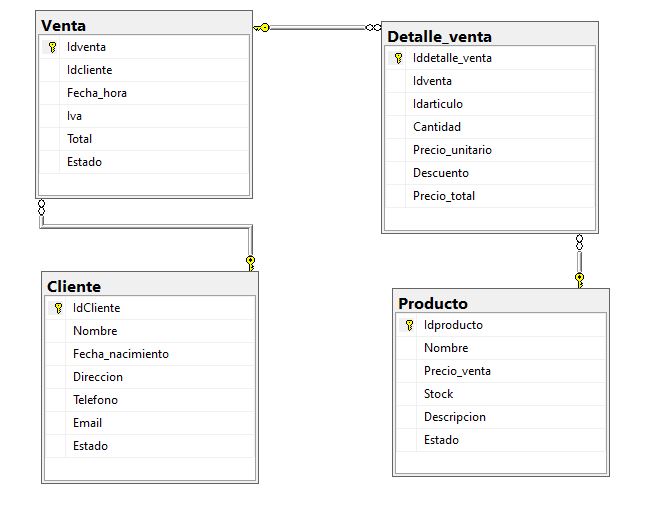 Venta
Idventa
Idcliente
Fecha_hora
Iva
Total
Estado
Detalle_venta
Iddetalle_venta
Idventa
Idarticulo
Cantidad
Precio_unitario
Descuento
Precio_total
Cliente
IdCliente
Nombre
Fecha_nacimiento
Direccion
Telefono
Email
Estado
Producto
Idproducto
Nombre
Precio_venta
Stock
Descripcion
Estado